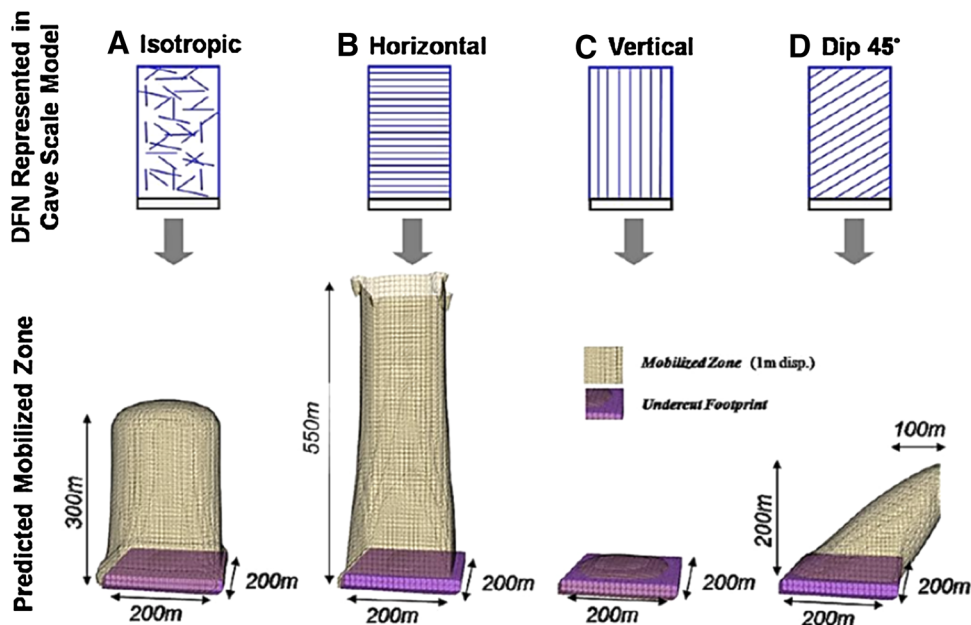 DFN Represented in
Cave Scale Model
A Isotropic
B Horizontal
C Vertical
D Dip 45°
Predicted Mobilized Zone
300m
200m
200m
550m
200m
200m
Mobilized Zone (1m disp.)
Undercut Footprint
200m
200m
100m
200m
200m
200m